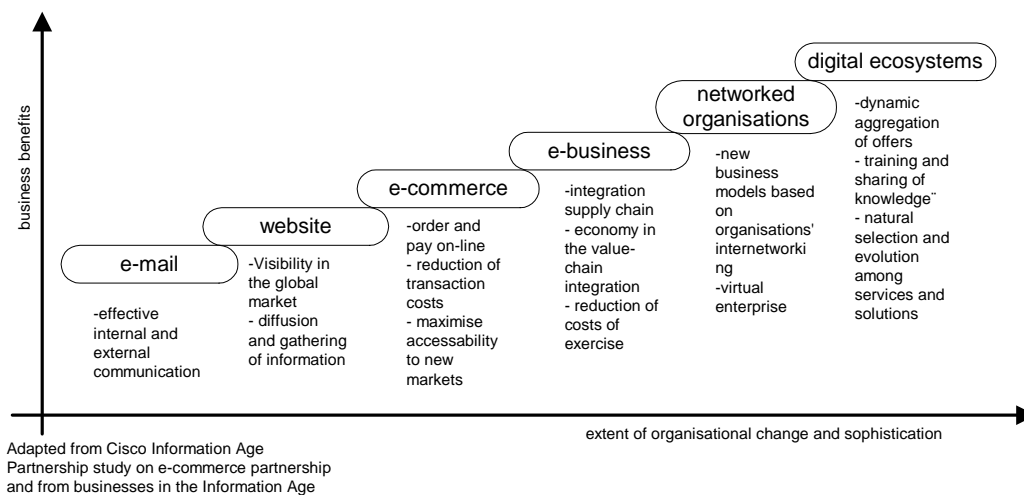 business benefits
e-mail
-effective
internal and
external
communication
website
-Visibility in
the global
market
- diffusion
and gathering
of information
e-commerce
-order and
pay on-line
- reduction of
transaction
costs
- maximise
accessability
to new
markets
e-business
-integration
supply chain
- economy in
the value-
chain
integration
- reduction of
costs of
exercise
networked
organisations
-new
business
models based
on
organisations'
internetworki
ng
-virtual
enterprise
digital ecosystems
-dynamic
aggregation
of offers
- training and
sharing of
knowledge¨
- natural
selection and
evolution
among
services and
solutions
extent of organisational change and sophistication
Adapted from Cisco Information Age
Partnership study on e-commerce partnership
and from businesses in the Information Age